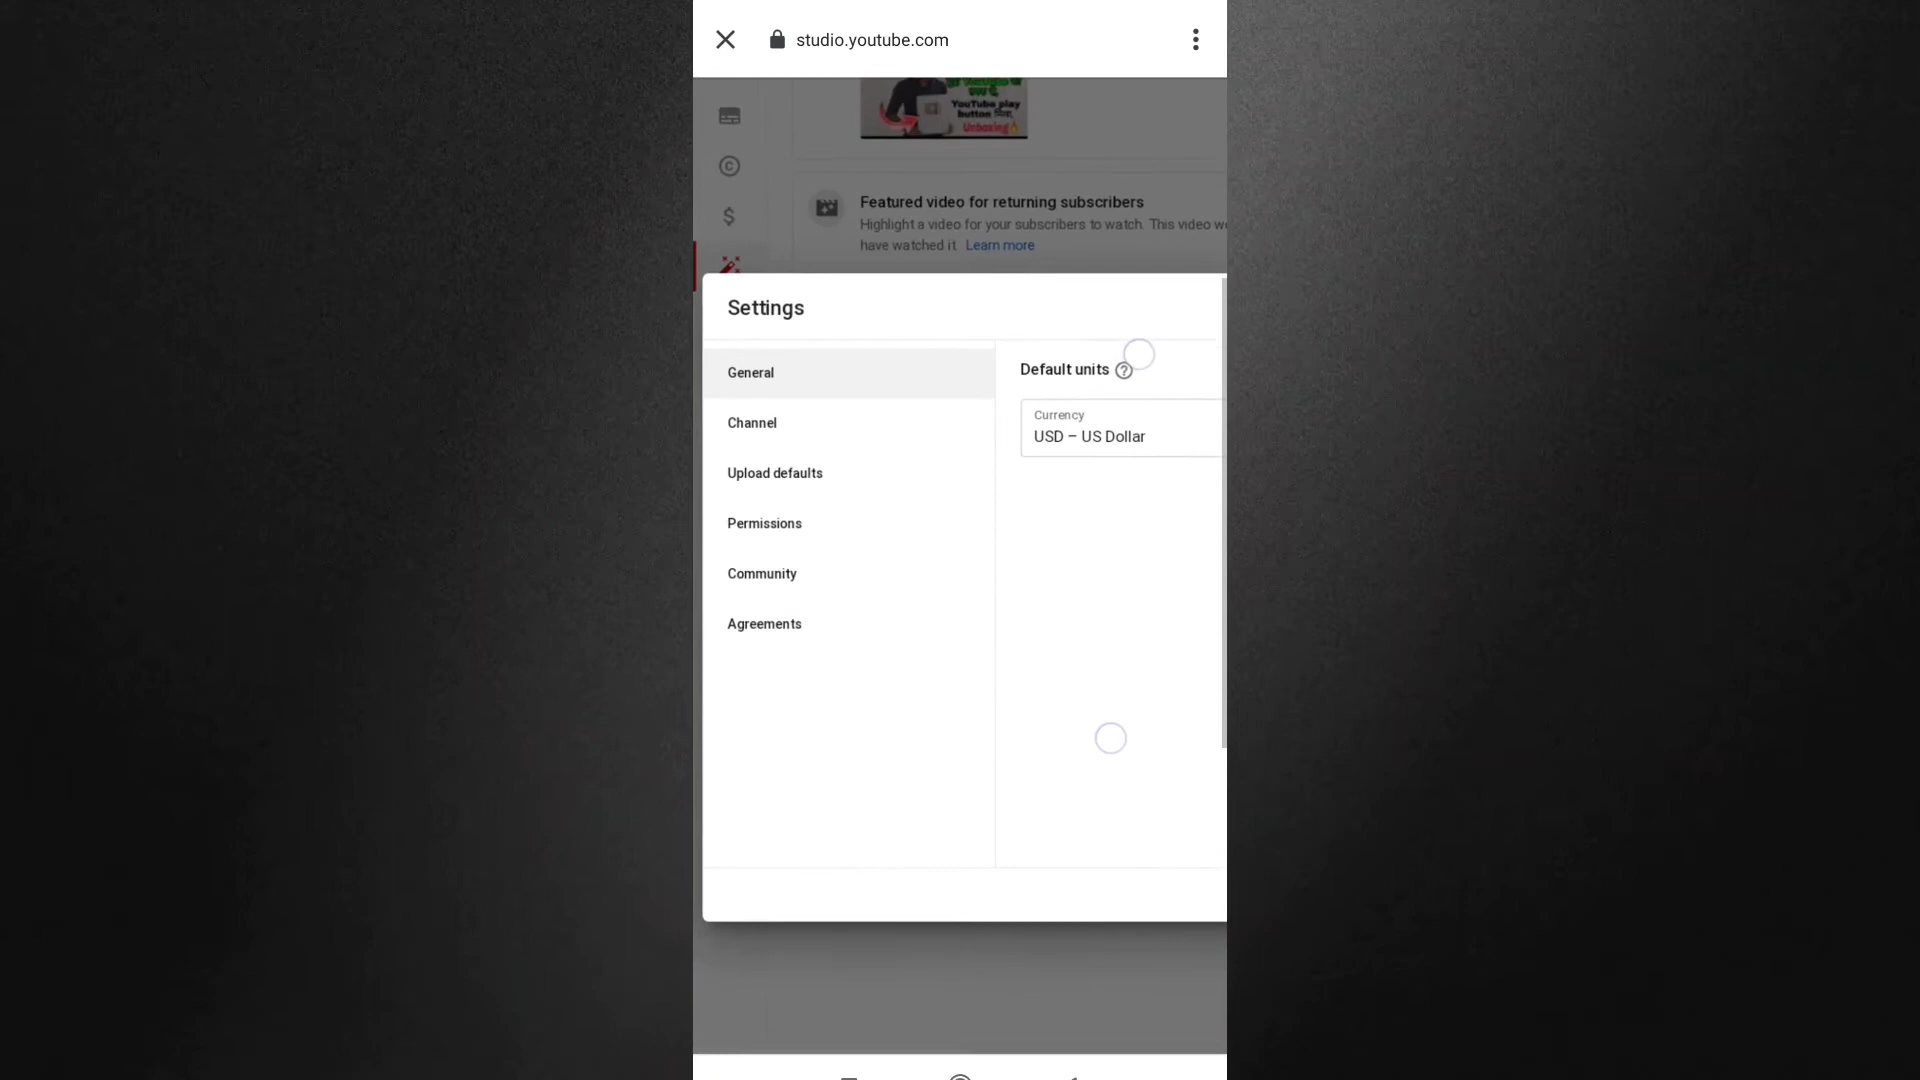 studio.youtube.com
YouTube play
button मिला,
Unboxing🔥
Featured video for returning subscribers
Highlight a video for your subscribers to watch. This video w
have watched it. Learn more
Settings
General
Channel
Upload defaults
Permissions
Community
Agreements
Default units
Currency
USD – US Dollar